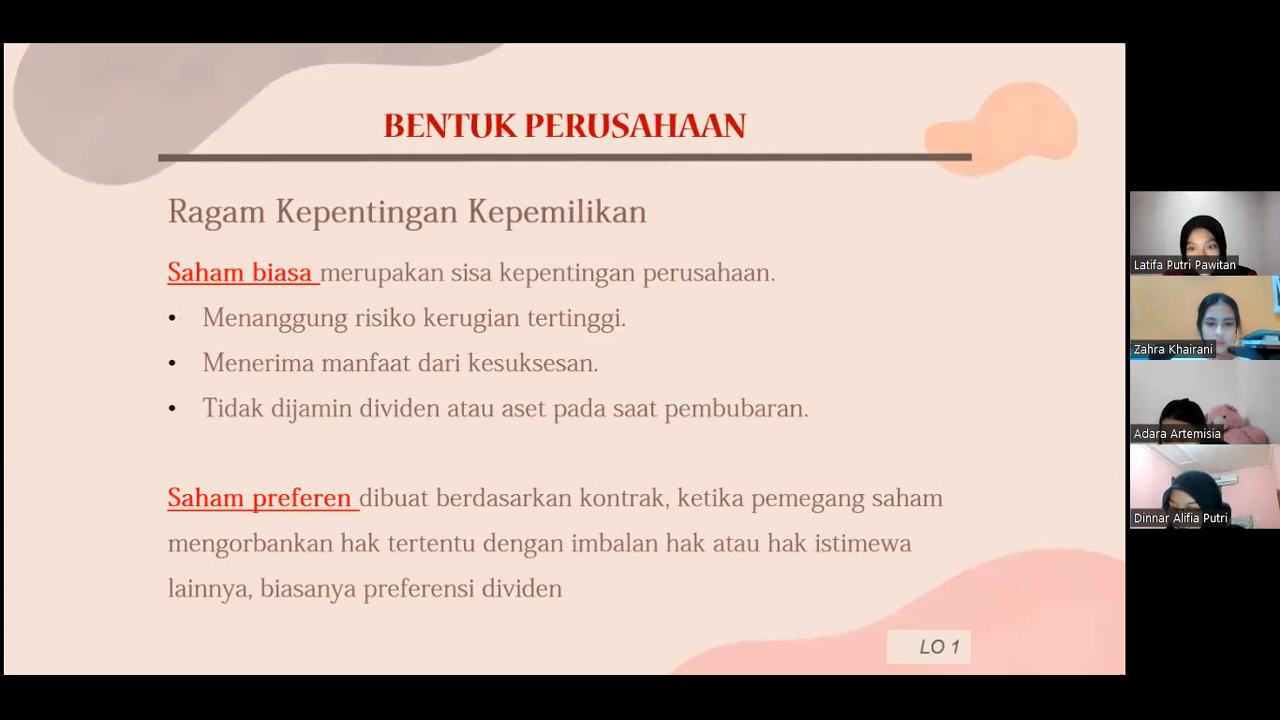 BENTUK PERUSAHAAN
Ragam Kepentingan Kepemilikan
Saham biasa merupakan sisa kepentingan perusahaan.
• Menanggung risiko kerugian tertinggi.
• Menerima manfaat dari kesuksesan.
• Tidak dijamin dividen atau aset pada saat pembubaran.
Saham preferen dibuat berdasarkan kontrak, ketika pemegang saham
mengorbankan hak tertentu dengan imbalan hak atau hak istimewa
lainnya, biasanya preferensi dividen
LO 1
Latifa Putri Pawitan
Zahra Khairani
Adara Artemisia
Dinnar Alifia Putri